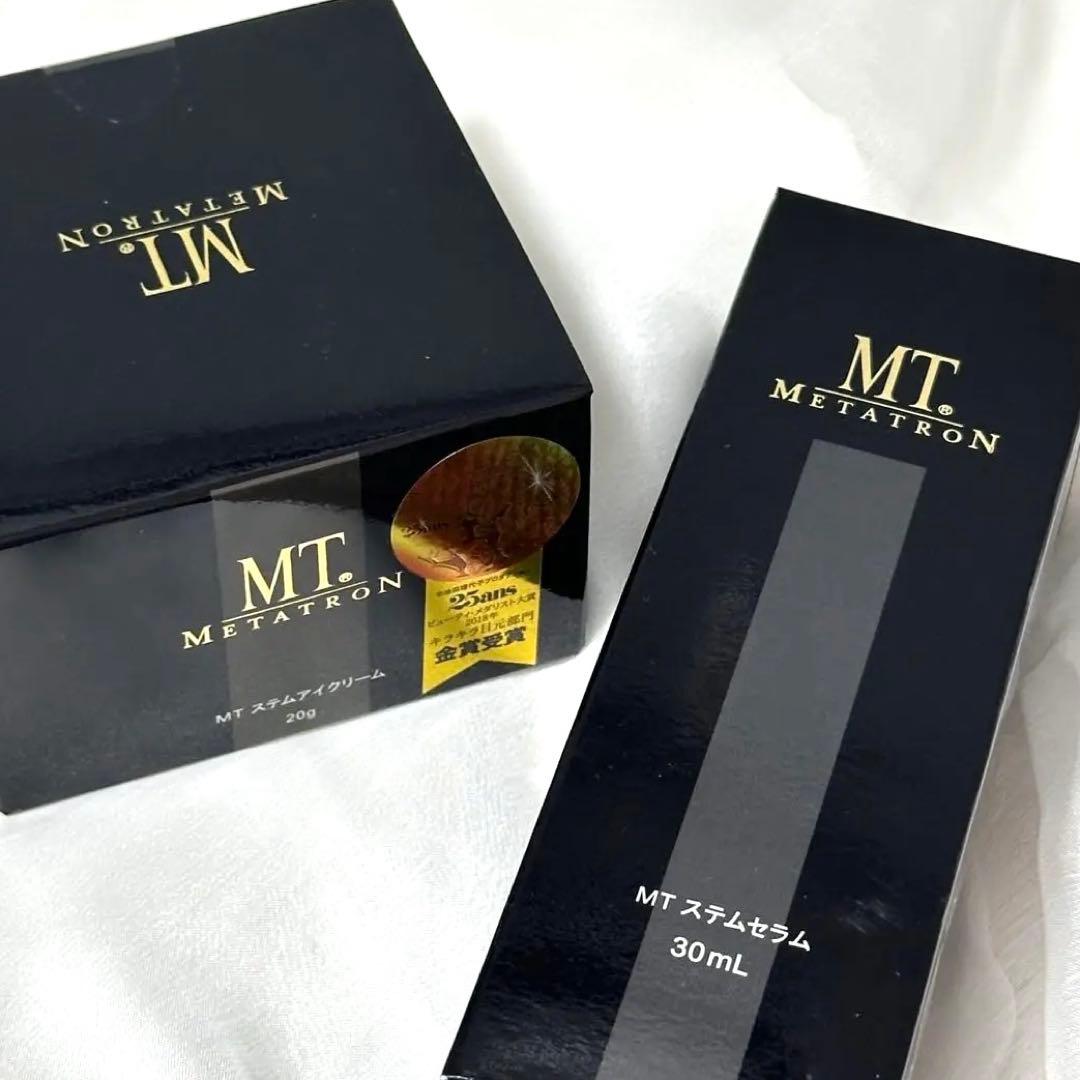 MT®
METATRON
MT®
METATRON
25ans
ビューティ・メダリスト大賞
2018年
キラキラ目元部門
金賞受賞
MT ステムアイクリーム
20g
MT®
METATRON
MT ステムセラム
30mL